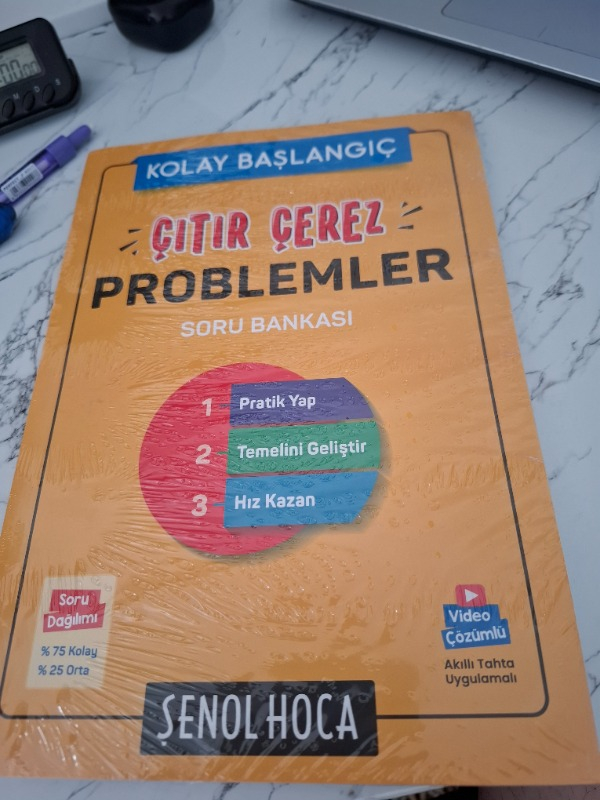 KOLAY BAŞLANGIÇ
ÇITIR ÇEREZ
PROBLEMLER
SORU BANKASI
1 Pratik Yap
2 Temelini Geliştir
3 Hız Kazan
Soru
Dağılımı
% 75 Kolay
% 25 Orta
Video
Çözümlü
Akıllı Tahta
Uygulamalı
ŞENOL HOCA